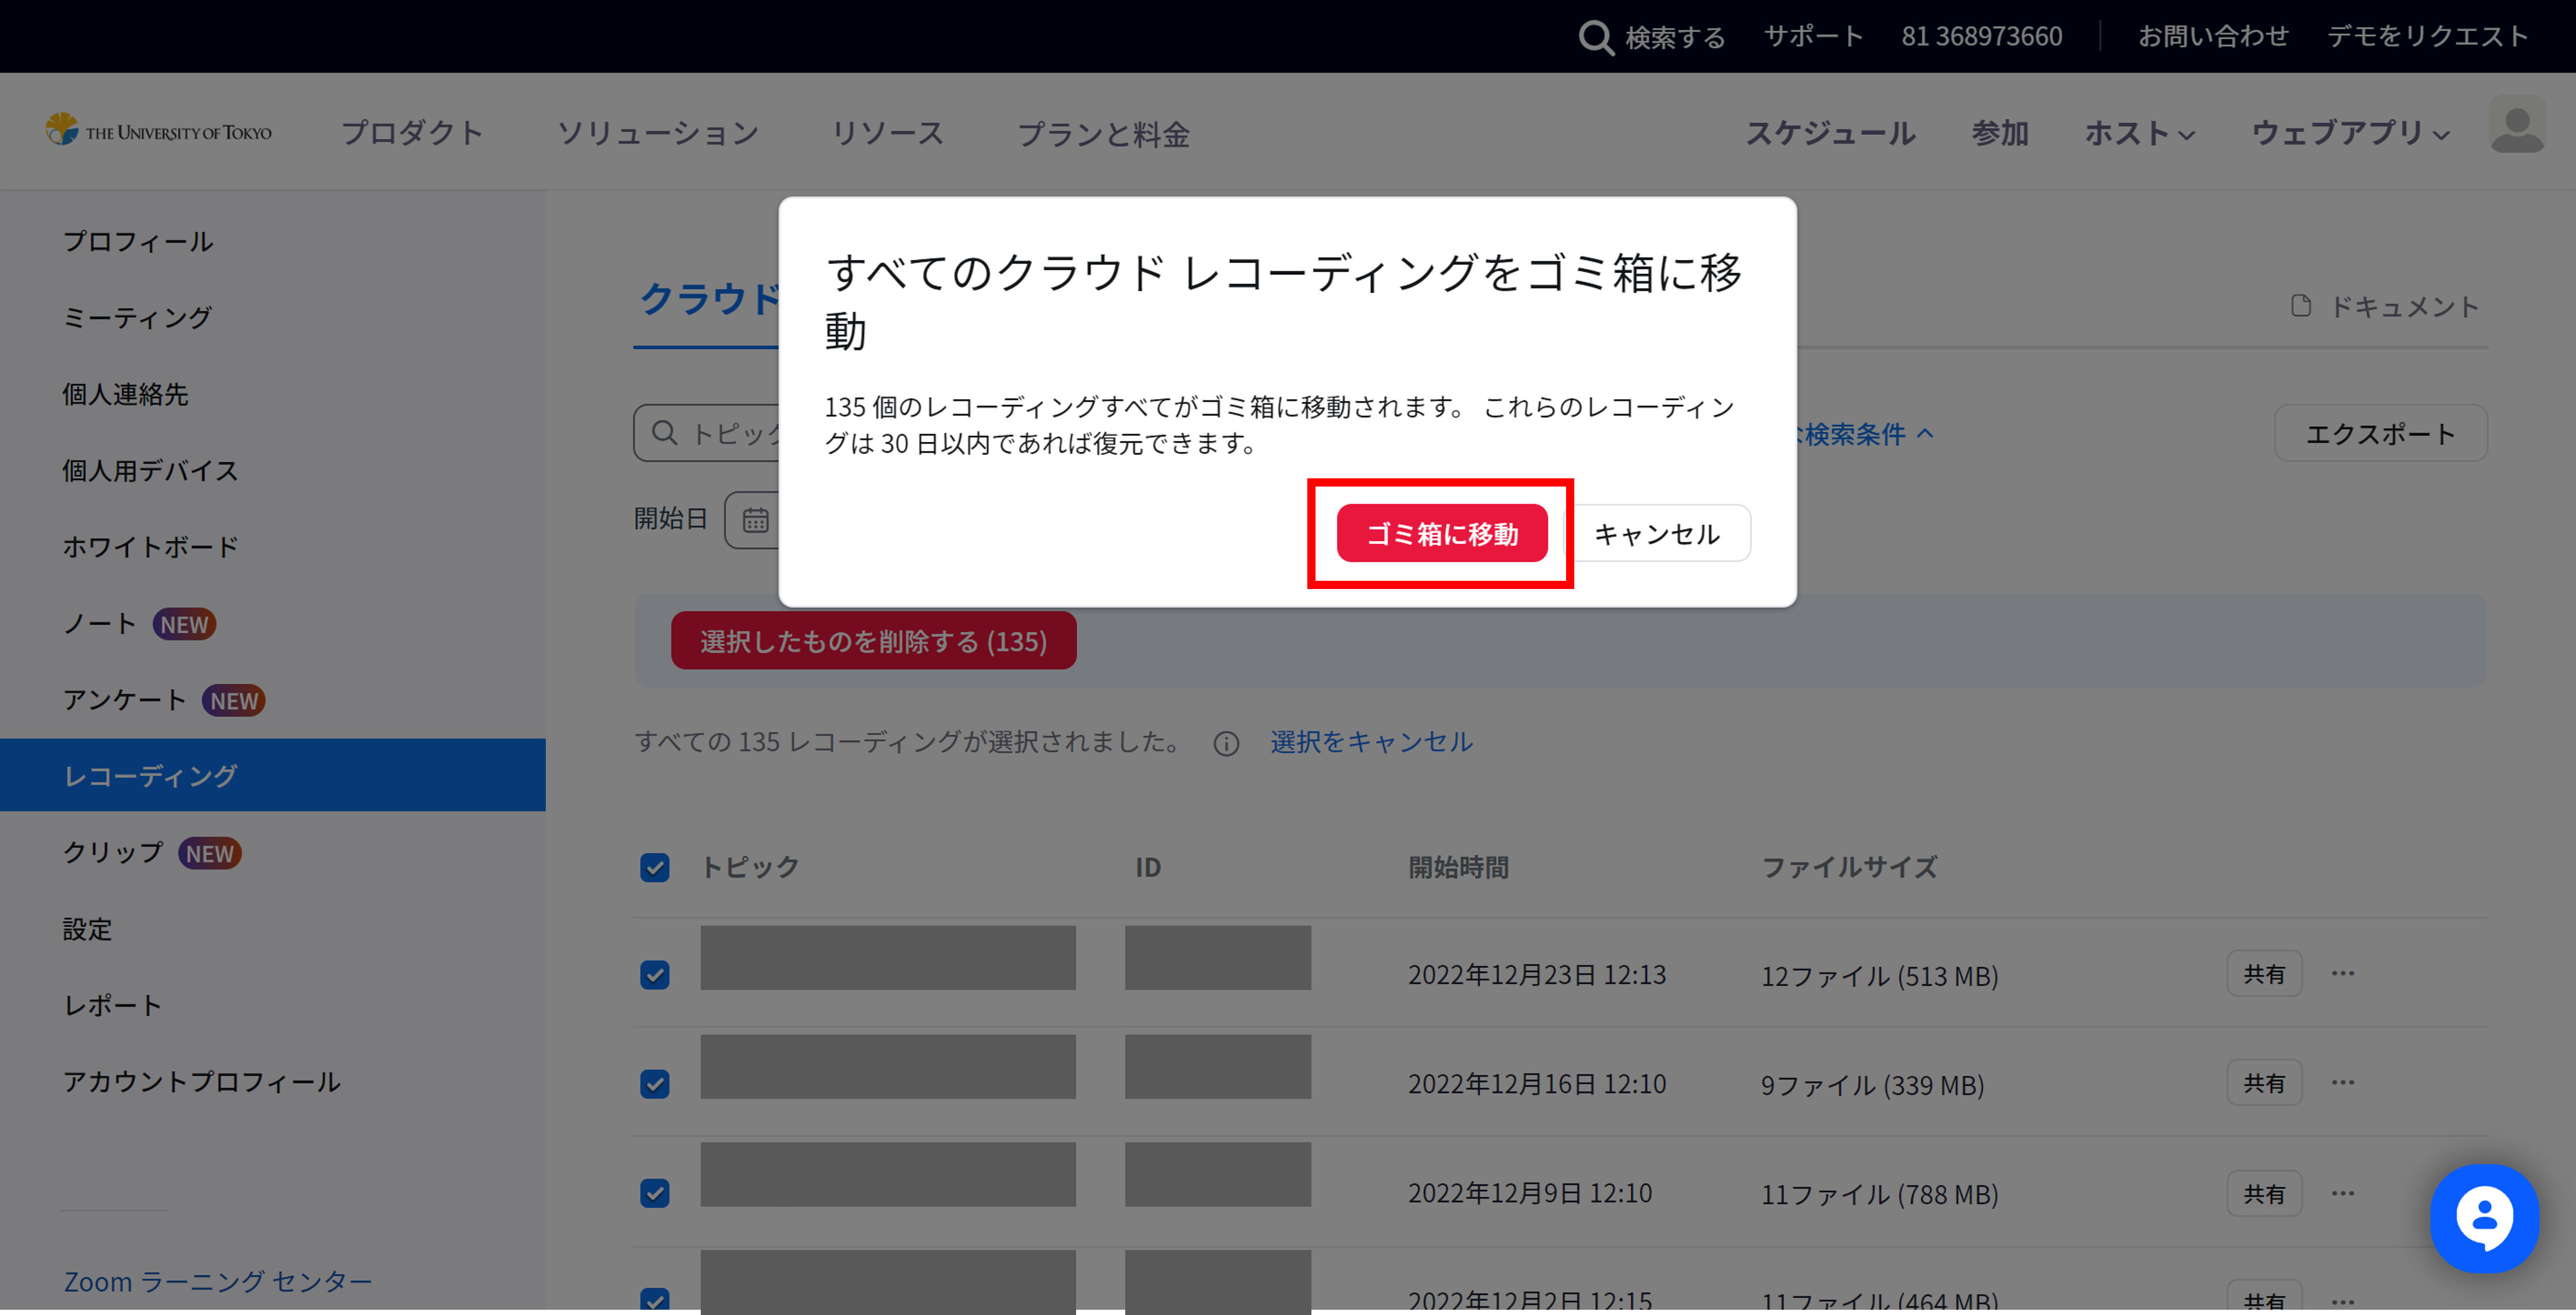 検索する サポート 81 368973660 お問い合わせ デモをリクエスト
THE UNIVERSITY OF TOKYO プロダクト ソリューション リソース プランと料金 スケジュール 参加 ホスト ウェブアプリ
プロフィール
ミーティング
個人連絡先
個人用デバイス
ホワイトボード
ノート NEW
アンケート NEW
レコーディング
クリップ NEW
設定
レポート
アカウントプロフィール
Zoom ラーニング センター
クラウド
ドキュメント
すべてのクラウド レコーディングをゴミ箱に移
動
135 個のレコーディングすべてがゴミ箱に移動されます。 これらのレコーディン
グは 30 日以内であれば復元できます。
ゴミ箱に移動 キャンセル
トピック
検索条件
エクスポート
開始日
選択したものを削除する (135)
すべての 135 レコーディングが選択されました。 選択をキャンセル
トピック ID 開始時間 ファイルサイズ
2022年12月23日 12:13 12ファイル (513 MB) 共有
2022年12月16日 12:10 9ファイル (339 MB) 共有
2022年12月9日 12:10 11ファイル (788 MB) 共有
2022年12月2日 12:15 11ファイル (464 MB) 共有